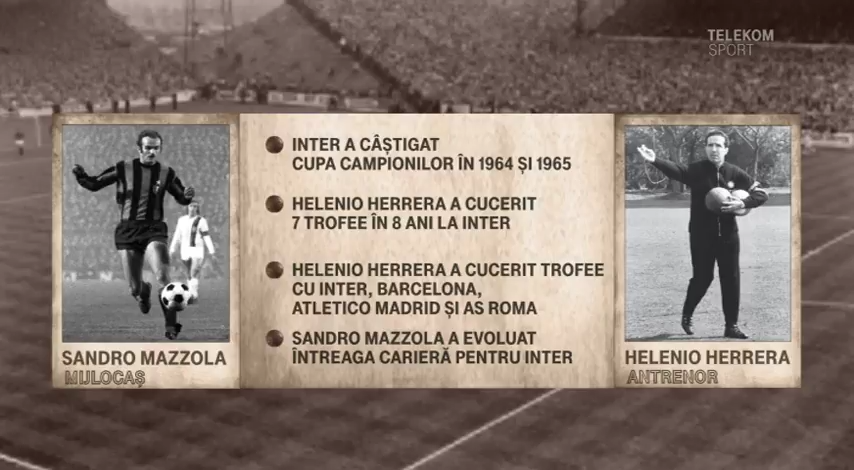 TELEKOM
SPORT
INTER A CÂȘTIGAT
CUPA CAMPIONILOR ÎN 1964 ȘI 1965
HELENIO HERRERA A CUCERIT
7 TROFEE ÎN 8 ANI LA INTER
HELENIO HERRERA A CUCERIT TROFEE
CU INTER, BARCELONA,
ATLETICO MADRID ȘI AS ROMA
SANDRO MAZZOLA A EVOLUAT
ÎNTREAGA CARIERĂ PENTRU INTER
SANDRO MAZZOLA
MIJLOCAȘ
HELENIO HERRERA
ANTRENOR